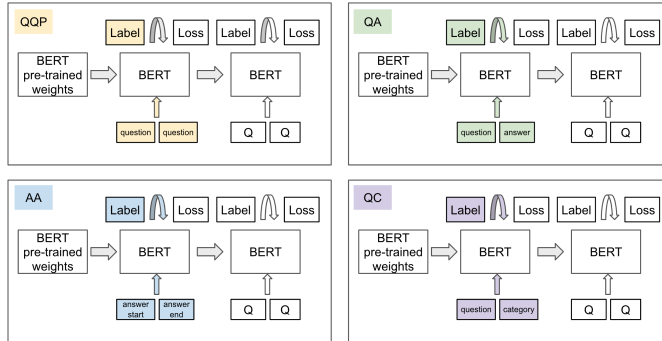 QQP
Label
Loss
Label
Loss
BERT
pre-trained
weights
BERT
BERT
question
question
Q
Q
QA
Label
Loss
Label
Loss
BERT
pre-trained
weights
BERT
BERT
question
answer
Q
Q
AA
Label
Loss
Label
Loss
BERT
pre-trained
weights
BERT
BERT
answer
start
answer
end
Q
Q
QC
Label
Loss
Label
Loss
BERT
pre-trained
weights
BERT
BERT
question
category
Q
Q